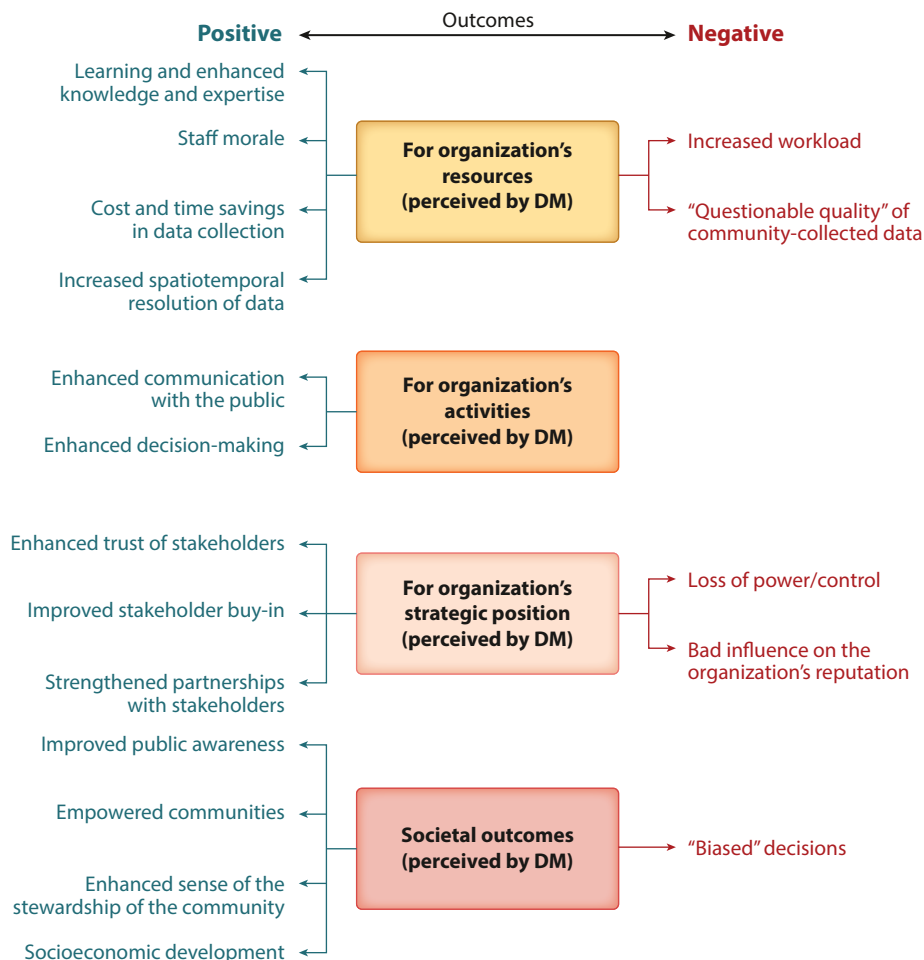 Outcomes
Positive
Negative
Learning and enhanced
knowledge and expertise
Staff morale
Cost and time savings
in data collection
Increased spatiotemporal
resolution of data
For organization's
resources
(perceived by DM)
Increased workload
“Questionable quality” of
community-collected data
Enhanced communication
with the public
Enhanced decision-making
For organization's
activities
(perceived by DM)
Enhanced trust of stakeholders
Improved stakeholder buy-in
Strengthened partnerships
with stakeholders
For organization's
strategic position
(perceived by DM)
Loss of power/control
Bad influence on the
organization's reputation
Improved public awareness
Empowered communities
Enhanced sense of the
stewardship of the community
Socioeconomic development
Societal outcomes
(perceived by DM)
“Biased” decisions